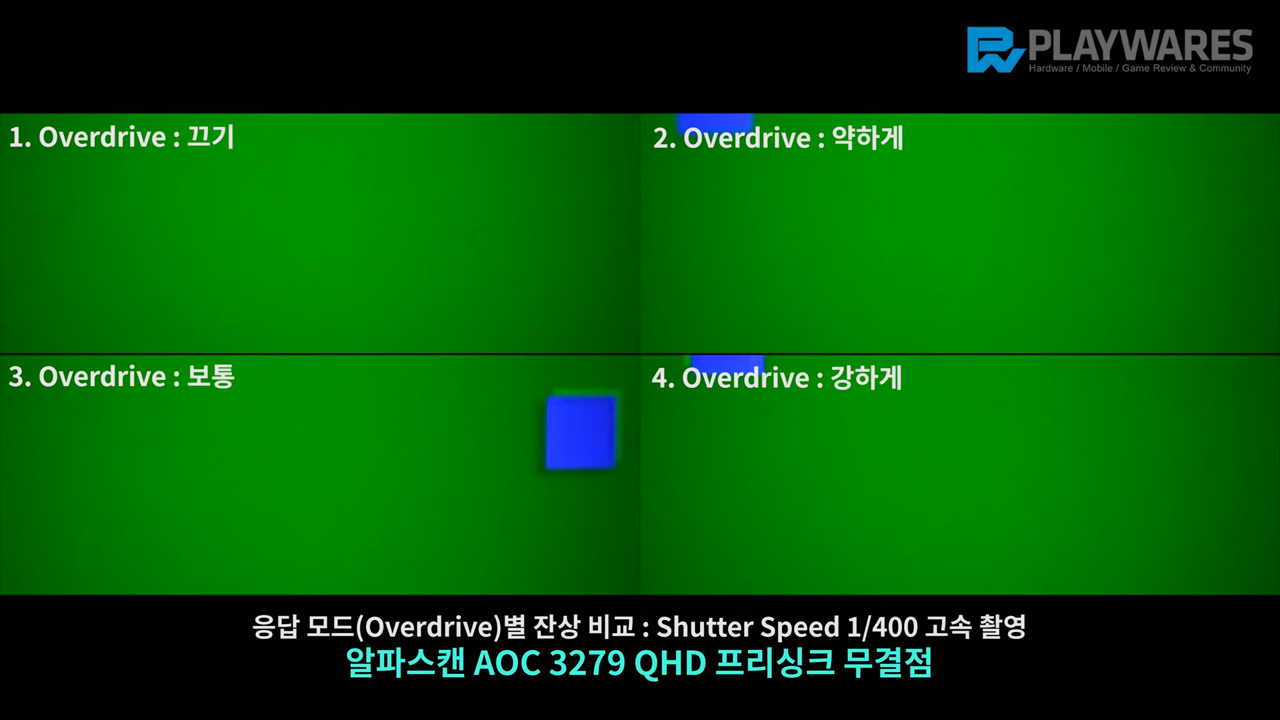 PLAYWARES
Hardware / Mobile / Game Review & Community
1. Overdrive : 끄기
2. Overdrive : 약하게
3. Overdrive : 보통
4. Overdrive : 강하게
응답 모드(Overdrive)별 잔상 비교 : Shutter Speed 1/400 고속 촬영
알파스캔 AOC 3279 QHD 프리싱크 무결점